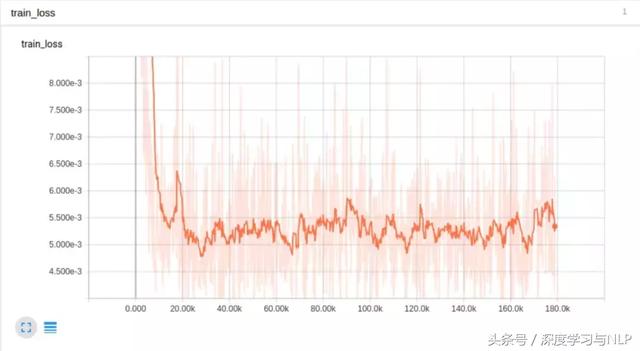 train_loss
1
train_loss
8.000e-3
7.500e-3
7.000e-3
6.500e-3
6.000e-3
5.500e-3
5.000e-3
4.500e-3
0.000 20.00k 40.00k 60.00k 80.00k 100.0k 120.0k 140.0k 160.0k 180.0k
头条号 / 深度学习与NLP